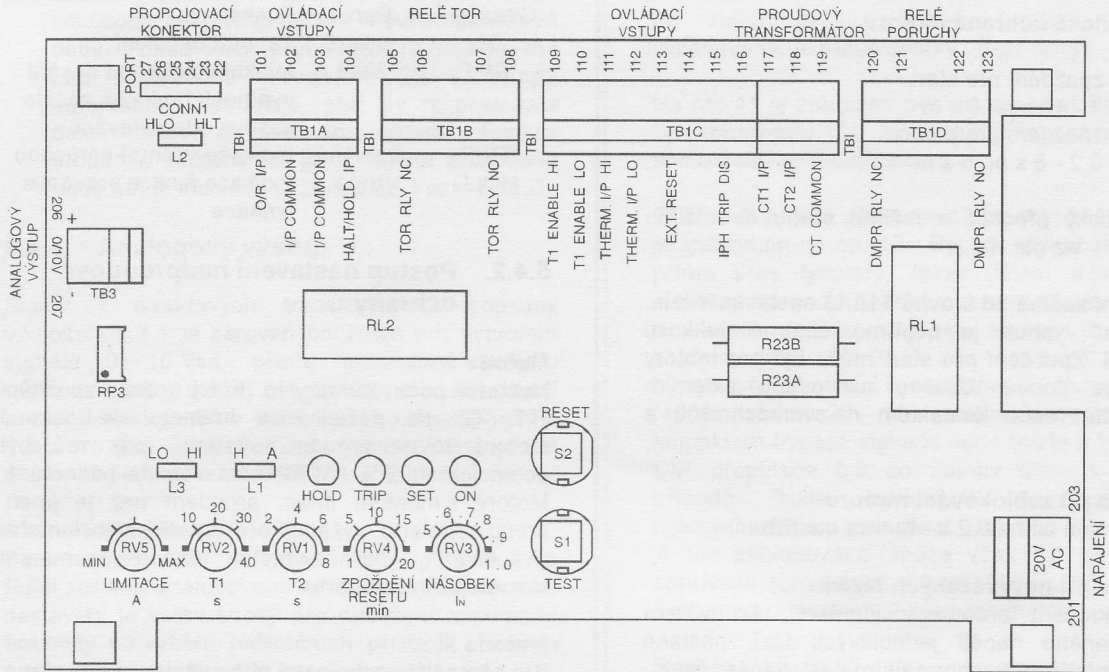 PROPOJOVACÍ
KONEKTOR
OVLÁDACÍ
VSTUPY
RELÉ TOR
OVLÁDACÍ
VSTUPY
PROUDOVÝ
TRANSFORMÁTOR
RELÉ
PORUCHY
PORT
27
26
25
24
23
22
CONN1
HLO HLT
L2
101
102
102
103
105
106
107
108
109
110
111
112
113
114
115
116
117
118
119
120
121
122
123
TBI
TB1A
TBI
TB1B
TB1C
TBI
TB1D
O/R I/P
I/P COMMON
I/P COMMON
HALT/HOLD
TOR RLY NC
TOR RLY NO
T1 ENABLE HI
T1 ENABLE LO
THERM. I/P HI
THERM. I/P LO
EXT. RESET
IPH TRIP DIS
CT1 I/P
CT2 I/P
CT COMMON
DMPR RLY NC
DMPR RLY NO
ANALOGOVÝ
VÝSTUP
206
0/10V
207
+
-
TB3
RP3
RL2
RL1
R23B
R23A
LO HI
L3
H A
L1
HOLD TRIP SET ON
RESET
S2
S1
TEST
RV5
MIN MAX
LIMITACE
A
10 20 30
RV2
0 40
T1
s
2 4 6
RV1
0 8
T2
s
3 10 15
RV4
1 20
ZPOŽDĚNÍ
RESETU
min
.5 .6 .7 .8
.9
RV3
1.0
NÁSOBEK
IN
20V
AC
201 203
NAPÁJENÍ